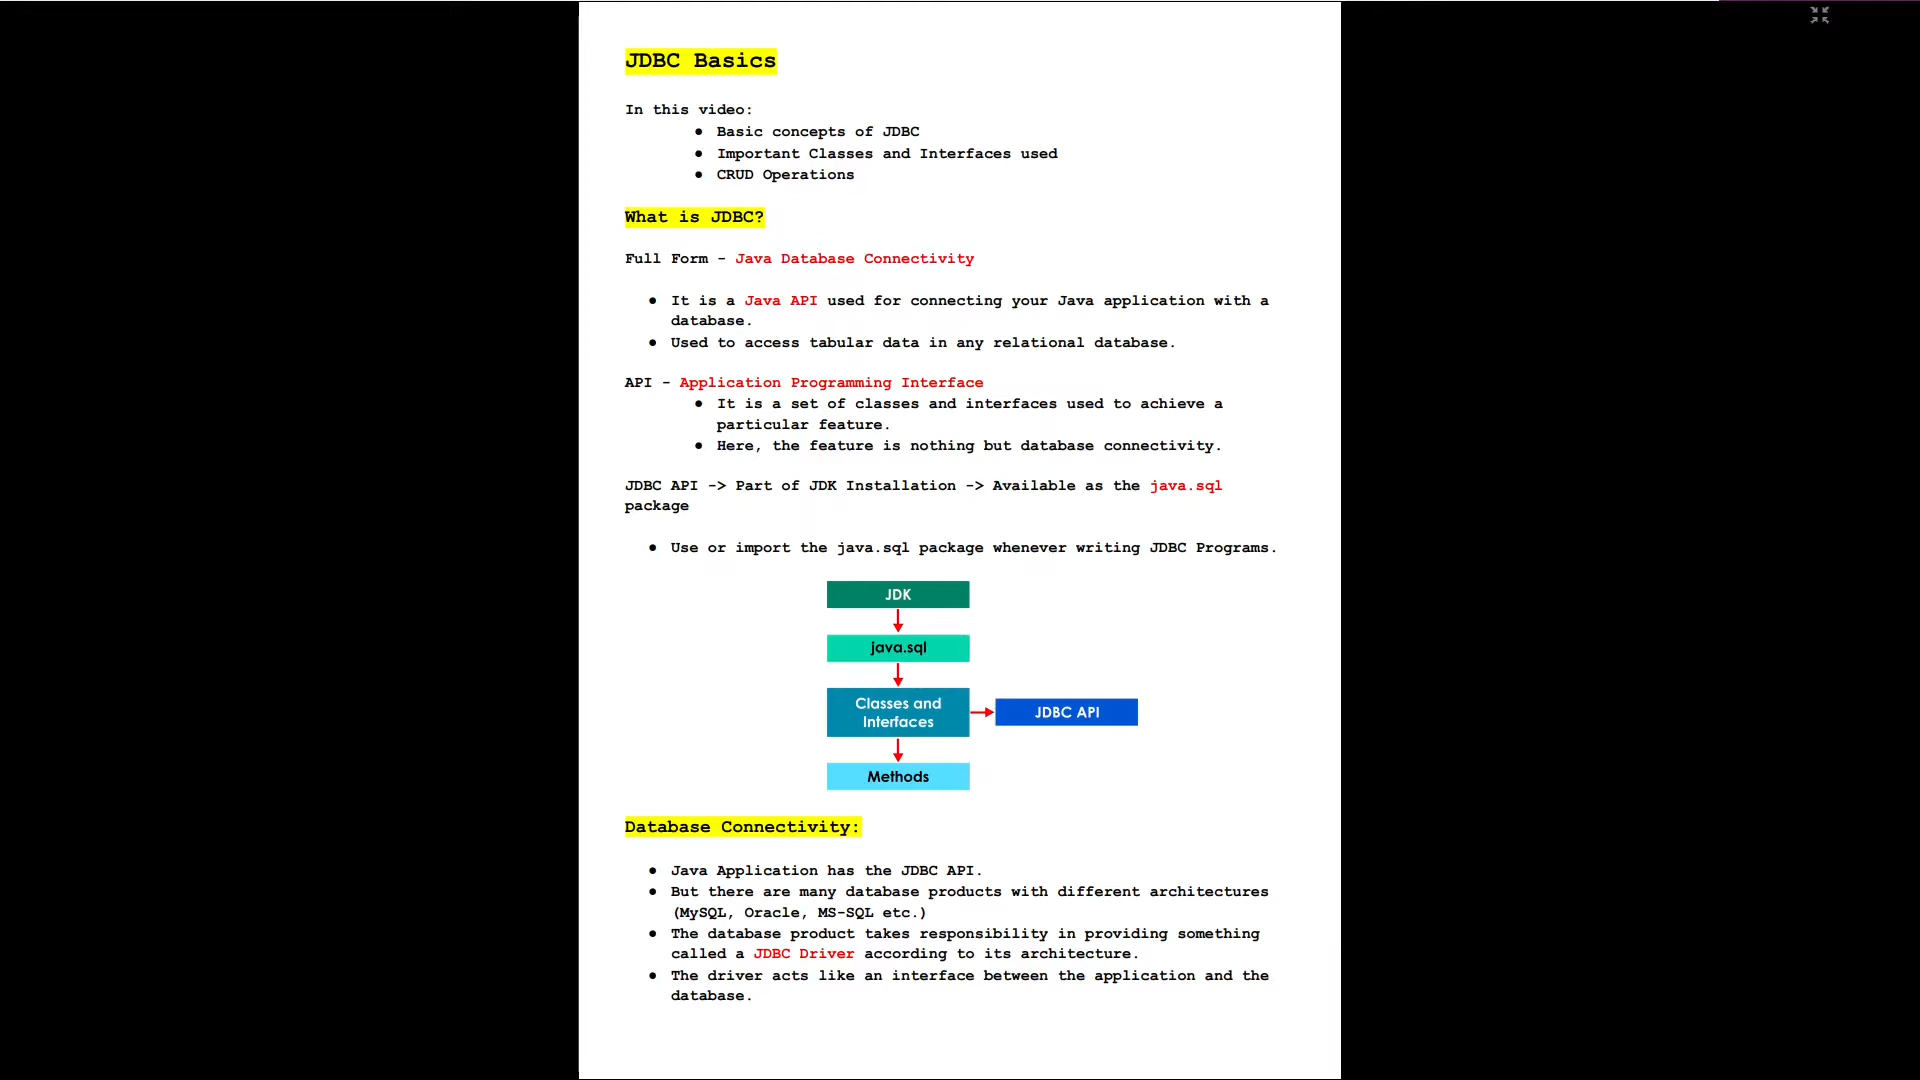 JDBC Basics
In this video:
● Basic concepts of JDBC
● Important Classes and Interfaces used
● CRUD Operations
What is JDBC?
Full Form - Java Database Connectivity
● It is a Java API used for connecting your Java application with a
database.
● Used to access tabular data in any relational database.
API - Application Programming Interface
● It is a set of classes and interfaces used to achieve a
particular feature.
● Here, the feature is nothing but database connectivity.
JDBC API -> Part of JDK Installation -> Available as the java.sql
package
● Use or import the java.sql package whenever writing JDBC Programs.
JDK
java.sql
Classes and
Interfaces
JDBC API
Methods
Database Connectivity:
● Java Application has the JDBC API.
● But there are many database products with different architectures
(MySQL, Oracle, MS-SQL etc.)
● The database product takes responsibility in providing something
called a JDBC Driver according to its architecture.
● The driver acts like an interface between the application and the
database.